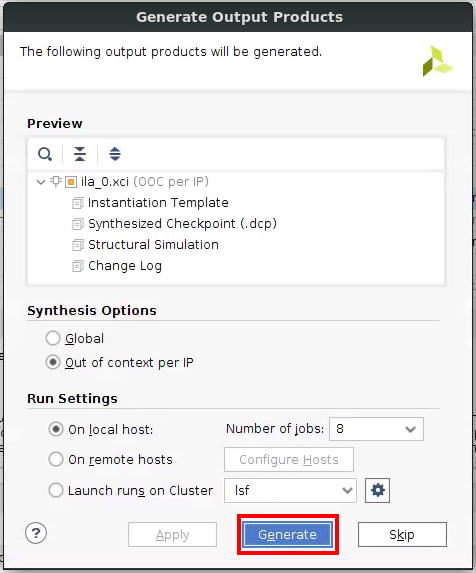 Generate Output Products
The following output products will be generated.
Preview
ila_0.xci (OOC per IP)
Instantiation Template
Synthesized Checkpoint (.dcp)
Structural Simulation
Change Log
Synthesis Options
Global
Out of context per IP
Run Settings
On local host: Number of jobs: 8
On remote hosts Configure Hosts
Launch runs on Cluster lsf
? Apply Generate Skip